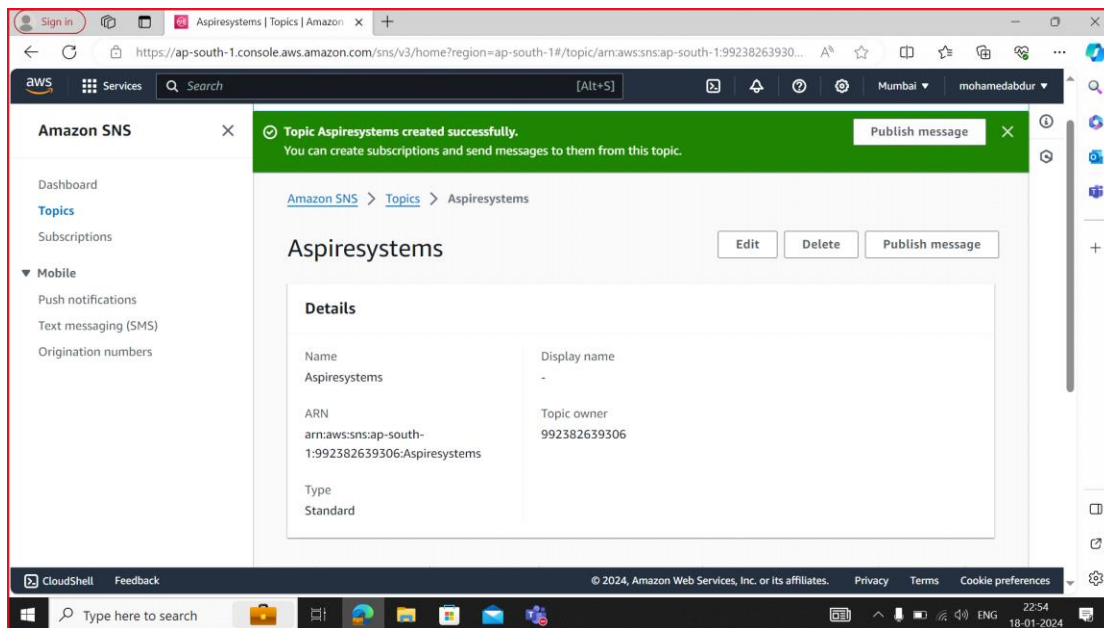 Sign in
Aspiresystems | Topics | Amazon
https://ap-south-1.console.aws.amazon.com/sns/v3/home?region=ap-south-1#/topic/arn:aws:sns:ap-south-1:99238263930...
aws Services Search [Alt+S] Mumbai mohamedabdur
Amazon SNS
Topic Aspiresystems created successfully.
You can create subscriptions and send messages to them from this topic.
Publish message
Dashboard
Topics
Subscriptions
Mobile
Push notifications
Text messaging (SMS)
Origination numbers
Amazon SNS > Topics > Aspiresystems
Aspiresystems
Edit Delete Publish message
Details
Name
Aspiresystems
ARN
arn:aws:sns:ap-south-
1:992382639306:Aspiresystems
Type
Standard
Display name
-
Topic owner
992382639306
CloudShell Feedback © 2024, Amazon Web Services, Inc. or its affiliates. Privacy Terms Cookie preferences
Type here to search
ENG
22:54
18-01-2024